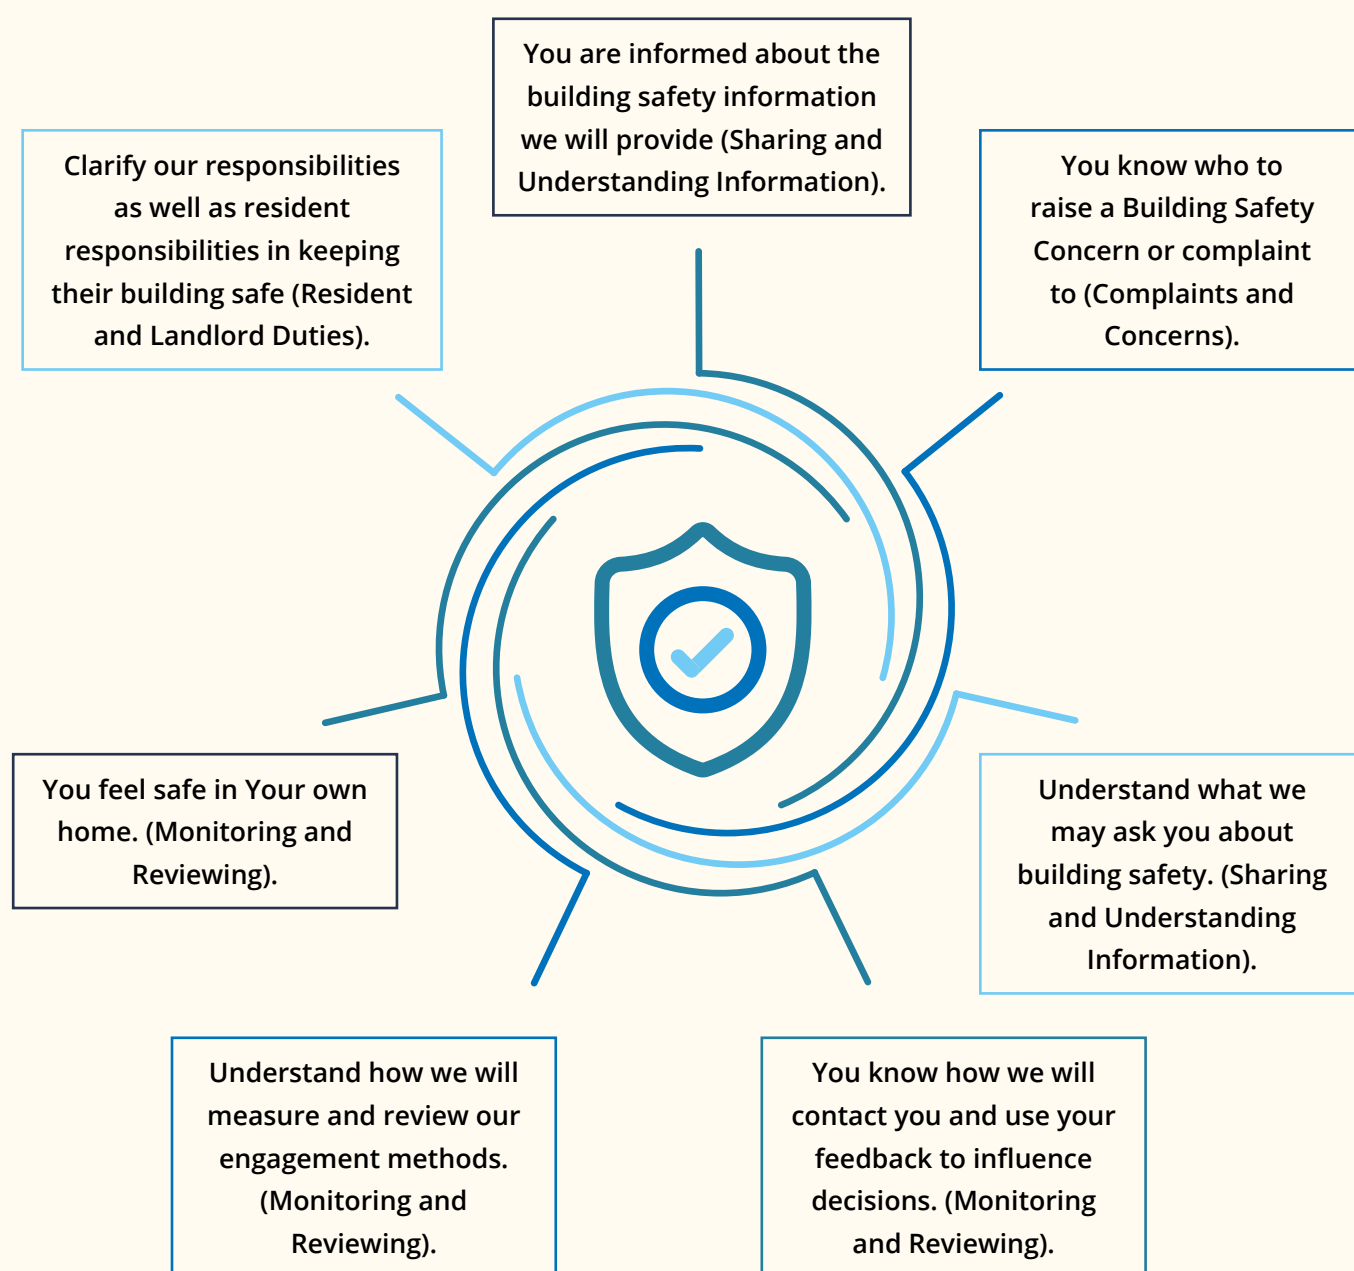 You are informed about the
building safety information
we will provide (Sharing and
Understanding Information).
Clarify our responsibilities
as well as resident
responsibilities in keeping
their building safe (Resident
and Landlord Duties).
You know who to
raise a Building Safety
Concern or complaint
to (Complaints and
Concerns).
You feel safe in Your own
home. (Monitoring and
Reviewing).
Understand what we
may ask you about
building safety. (Sharing
and Understanding
Information).
Understand how we will
measure and review our
engagement methods.
(Monitoring and
Reviewing).
You know how we will
contact you and use your
feedback to influence
decisions. (Monitoring
and Reviewing).